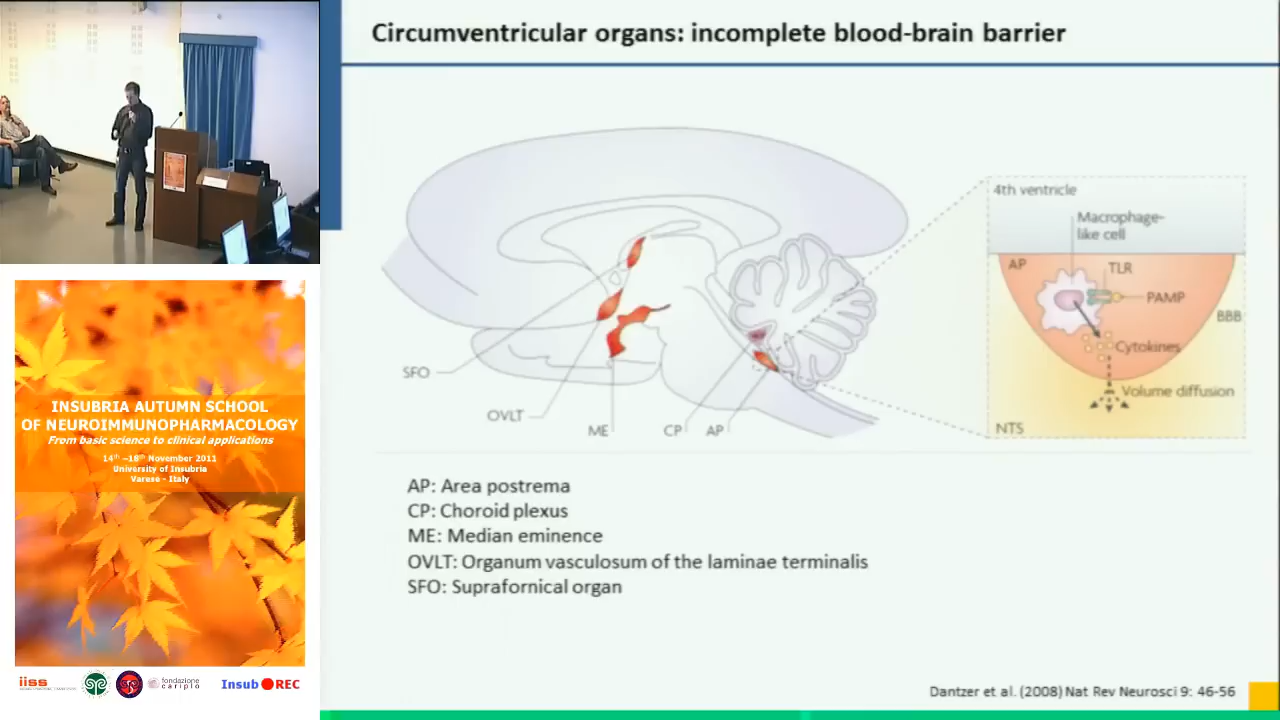 Circumventricular organs: incomplete blood-brain barrier
SFO
OVLT
ME
CP
AP
4th ventricle
Macrophage-
like cell
AP
TLR
PAMP
BBB
Cytokines
Volume diffusion
NTS
AP: Area postrema
CP: Choroid plexus
ME: Median eminence
OVLT: Organum vasculosum of the laminae terminalis
SFO: Suprafornical organ
Dantzer et al. (2008) Nat Rev Neurosci 9: 46-56
INSUBRIA AUTUMN SCHOOL
OF NEUROIMMUNOPHARMACOLOGY
From basic science to clinical applications
14th -18th November 2011
University of Insubria
Varese - Italy
iiss
fondazione
cariplo
Insub REC